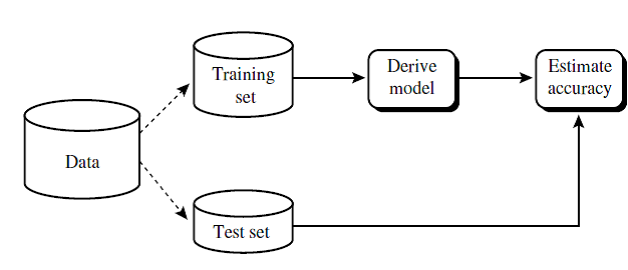 Training
set
Derive
model
Estimate
accuracy
Data
Test set